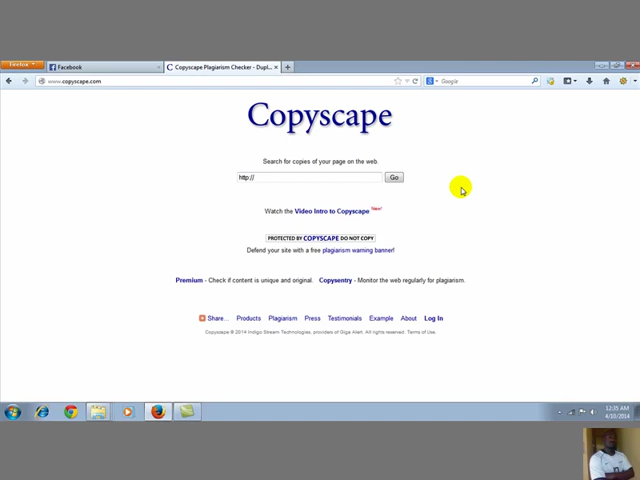 Firefox
Facebook
Copyscape Plagiarism Checker - Dupl...
www.copyscape.com
Google
Copyscape
Search for copies of your page on the web.
http://
Go
Watch the Video Intro to Copyscape New!
PROTECTED BY COPYSCAPE DO NOT COPY
Defend your site with a free plagiarism warning banner!
Premium - Check if content is unique and original. Copysentry - Monitor the web regularly for plagiarism.
Share... Products Plagiarism Press Testimonials Example About Log In
Copyscape © 2014 Indigo Stream Technologies, providers of Giga Alert. All rights reserved. Terms of Use.
12:35 AM
4/10/2014